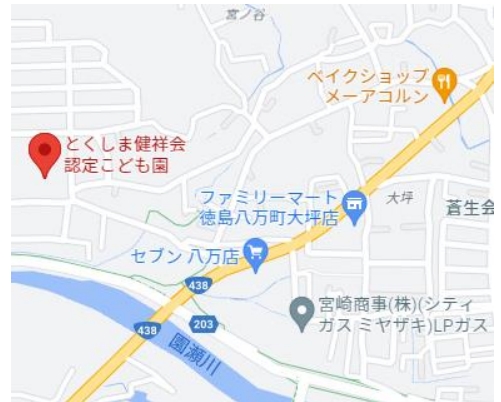 宮ノ谷
ベイクショップ
メーアコルン
とくしま健祥会
認定こども園
ファミリーマート
徳島八万町大坪店
大坪
蒼生会
セブン 八万店
438
宮崎商事(株)(シティ
ガス ミヤザキ)LPガス
438
203
園瀬川